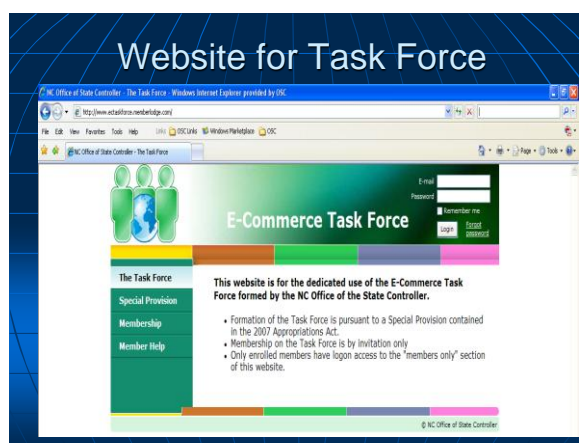 Website for Task Force
NC Office of State Controller - The Task Force - Windows Internet Explorer provided by OSC
http://www.ectaskforce.memberlodge.com/
File Edit View Favorites Tools Help Links OSC Links Windows Marketplace OSC
NC Office of State Controller - The Task Force
Page Tools
E-mail
Password
Remember me
Login Forgot password
E-Commerce Task Force
The Task Force
Special Provision
Membership
Member Help
This website is for the dedicated use of the E-Commerce Task
Force formed by the NC Office of the State Controller.
• Formation of the Task Force is pursuant to a Special Provision contained
in the 2007 Appropriations Act.
• Membership on the Task Force is by invitation only
• Only enrolled members have logon access to the "members only" section
of this website.
© NC Office of State Controller